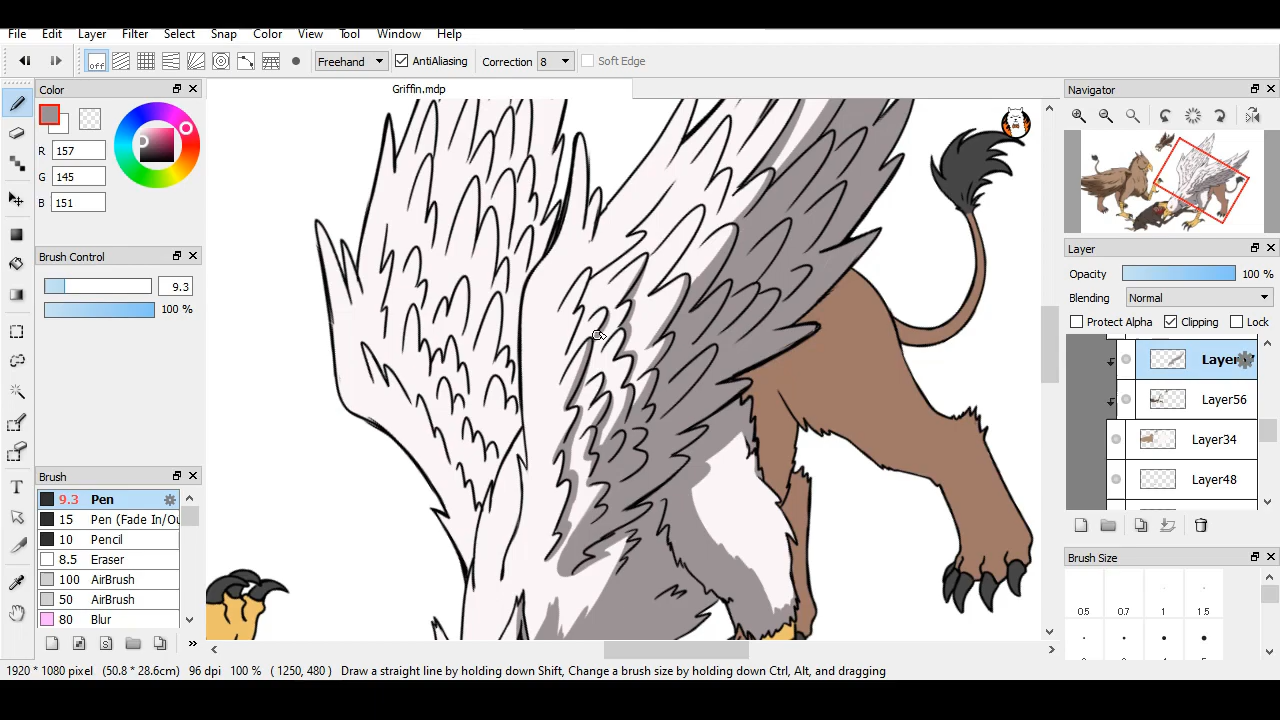 File Edit Layer Filter Select Snap Color View Tool Window Help
off Freehand AntiAliasing Correction 8 Soft Edge
Color
Griffin.mdp
Navigator
R 157
G 145
B 151
Brush Control
9.3
100 %
Layer
Opacity 100 %
Blending Normal
Protect Alpha Clipping Lock
Layer56
Layer34
Layer48
Brush
9.3 Pen
15 Pen (Fade In/Ou
10 Pencil
8.5 Eraser
100 AirBrush
50 AirBrush
80 Blur
Brush Size
0.5 0.7 1 1.5
1920 * 1080 pixel (50.8 * 28.6cm) 96 dpi 100 % ( 1250, 480 ) Draw a straight line by holding down Shift, Change a brush size by holding down Ctrl, Alt, and dragging